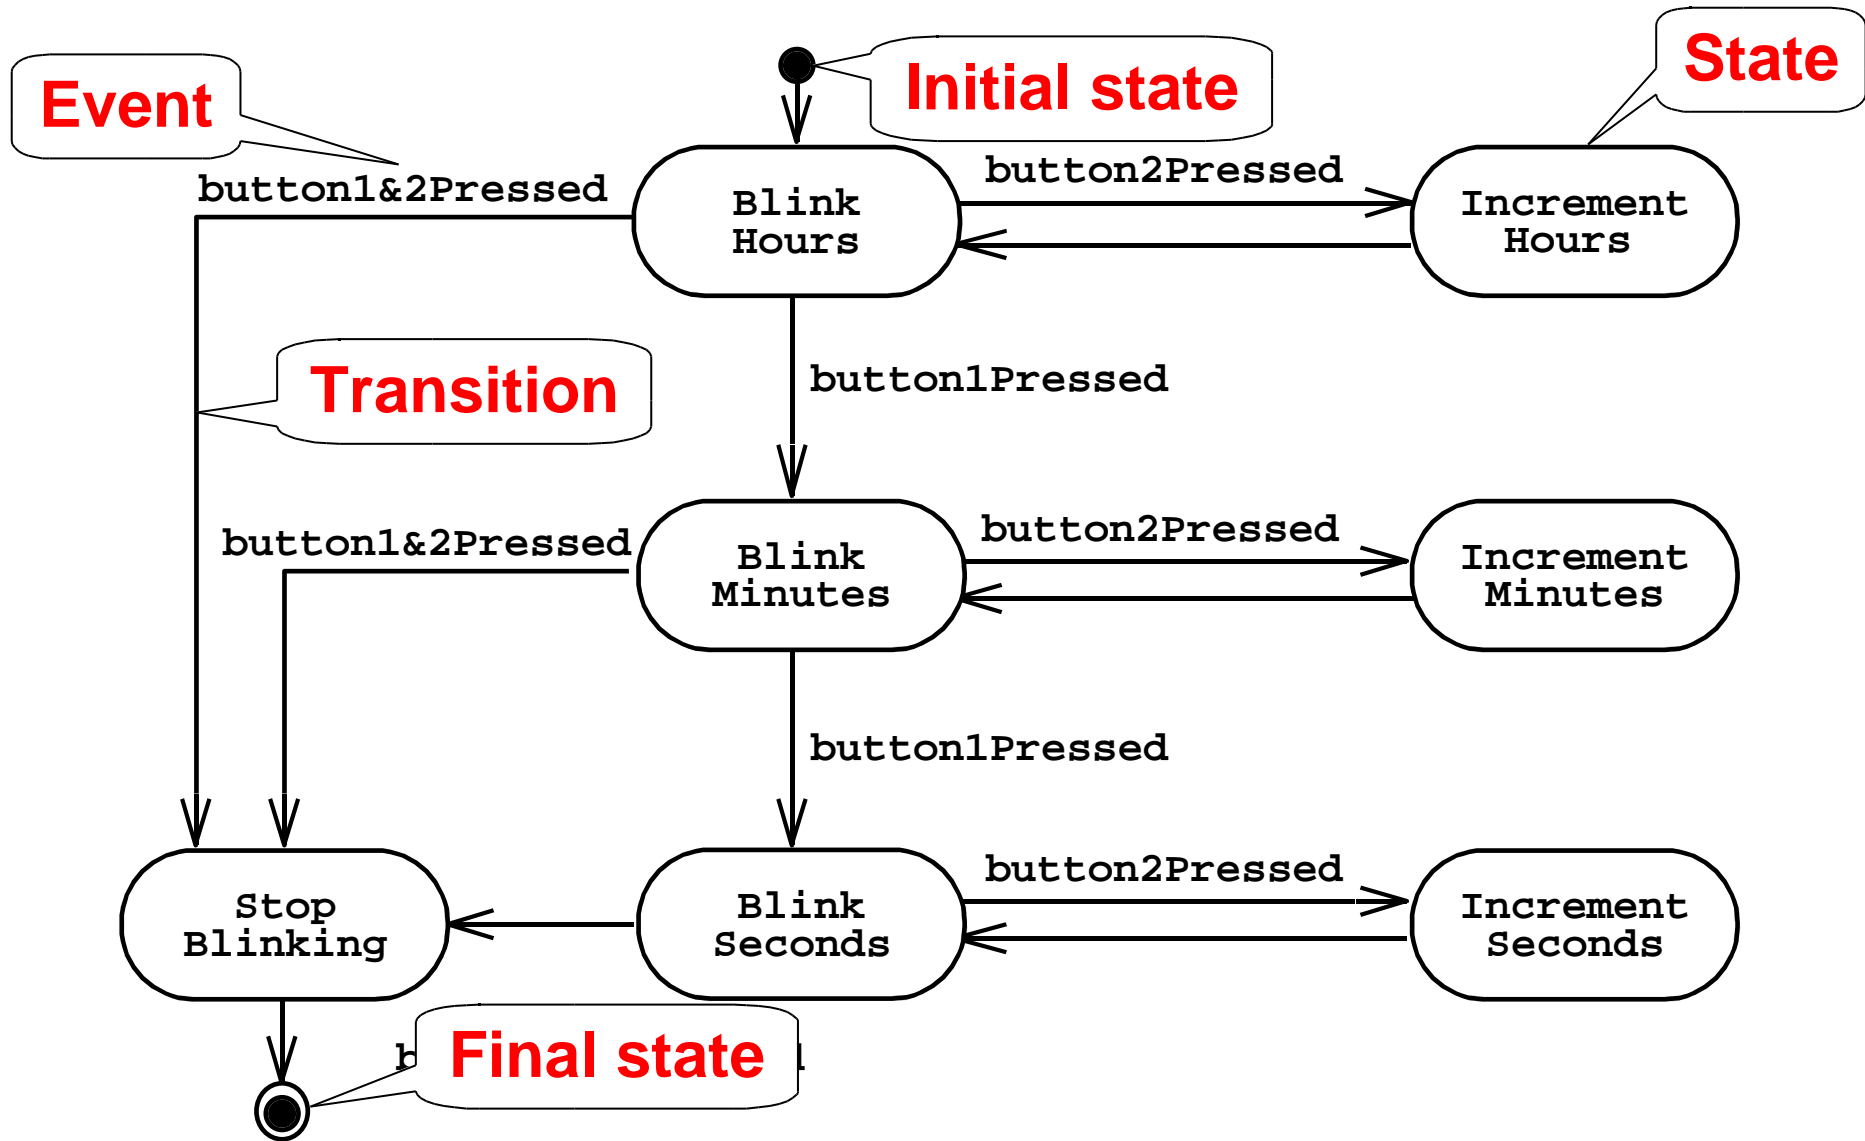 Event
Initial state
State
button1&2Pressed
Blink
Hours
button2Pressed
Increment
Hours
Transition
button1Pressed
button1&2Pressed
Blink
Minutes
button2Pressed
Increment
Minutes
button1Pressed
Stop
Blinking
Blink
Seconds
button2Pressed
Increment
Seconds
Final state